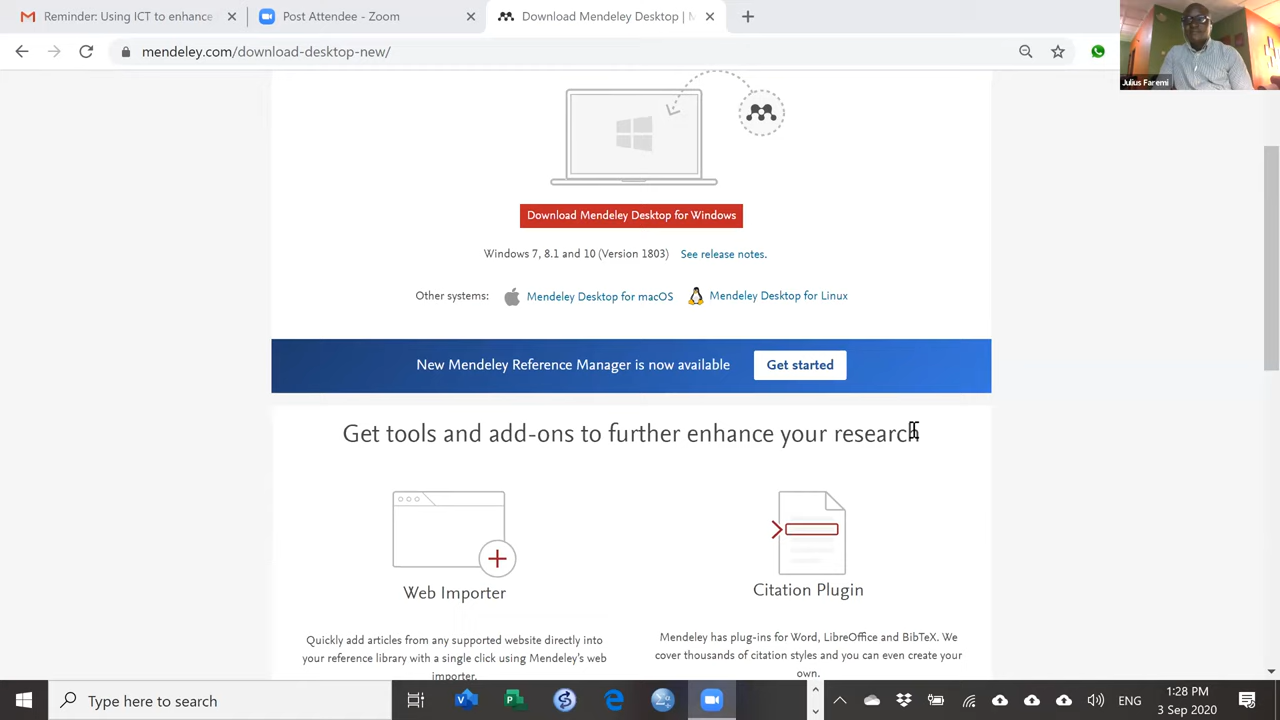 Reminder: Using ICT to enhance
Post Attendee - Zoom
Download Mendeley Desktop |
mendeley.com/download-desktop-new/
Julius Faremi
Download Mendeley Desktop for Windows
Windows 7, 8.1 and 10 (Version 1803) See release notes.
Other systems: Mendeley Desktop for macOS Mendeley Desktop for Linux
New Mendeley Reference Manager is now available Get started
Get tools and add-ons to further enhance your research
Web Importer
Citation Plugin
Quickly add articles from any supported website directly into
your reference library with a single click using Mendeley's web
importer.
Mendeley has plug-ins for Word, LibreOffice and BibTeX. We
cover thousands of citation styles and you can even create your
own.
Type here to search
ENG
1:28 PM
3 Sep 2020